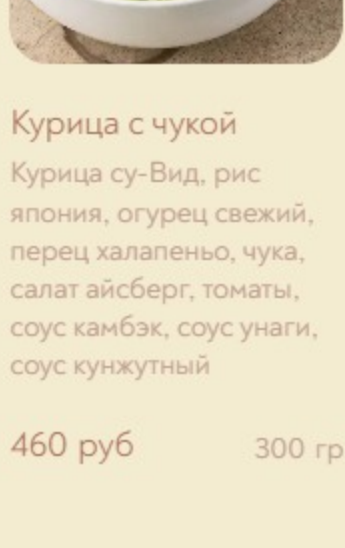 Курица с чукой
Курица су-Вид, рис
япония, огурец свежий,
перец халапеньо, чука,
салат айсберг, томаты,
соус камбэк, соус унаги,
соус кунжутный
460 руб 300 гр